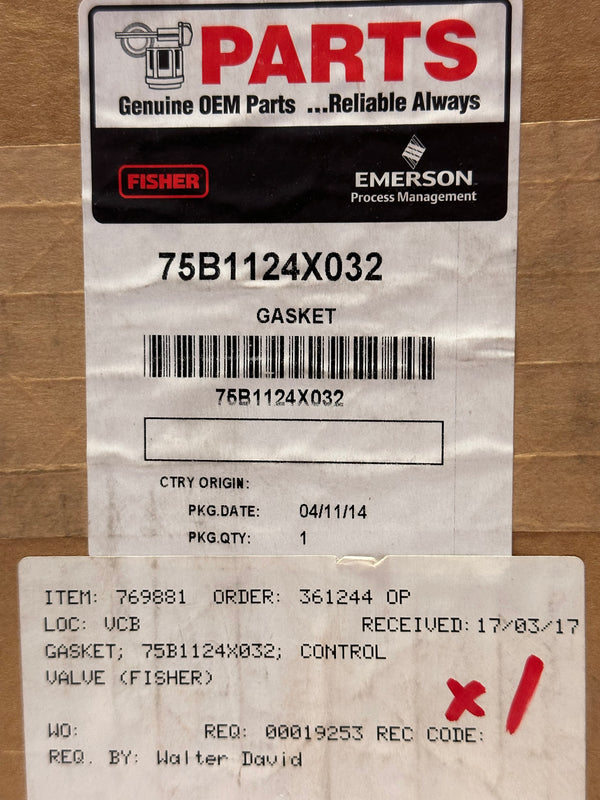 PARTS
Genuine OEM Parts ...Reliable Always
FISHER
EMERSON
Process Management
75B1124X032
GASKET
75B1124X032
CTRY ORIGIN:
PKG.DATE: 04/11/14
PKG.QTY: 1
ITEM: 769881 ORDER: 361244 OP
LOC: VCB RECEIVED: 17/03/17
GASKET; 75B1124X032; CONTROL
VALVE (FISHER)
x 1
WO: REQ: 00019253 REC CODE:
REQ. BY: Walter David